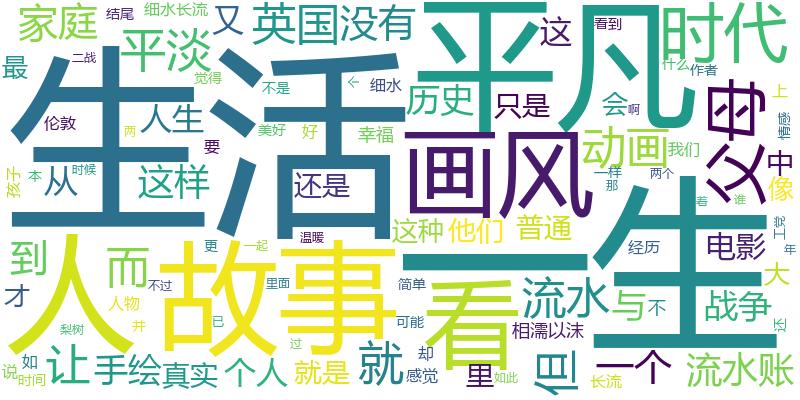 家庭 结尾 细水长流 又 英国 没有 平凡 这 看到 时代
最 二战 平淡 觉得 不是 ← 细水 什么 作者
生活 历史 只是 会 啊 父母 上
伦敦 两 人生 要 美好 好 幸福 画风 动画 我们 情感
孩子 本 从 时候 这样 还是 一样 那 两个 中 像
一生 着 谁
人 故事 更 一起 温暖 这种 他们 普通 经历 电影 工党 年
到 而 不过 里面 简单 看 流水 与 不 战争 大 还
才 人物 并 已 可能 相濡以沫
梨树 过 却
说 如 时间 让 手绘 真实 个人 就是 就 感觉 里 如此 但 长流 一个 流水账